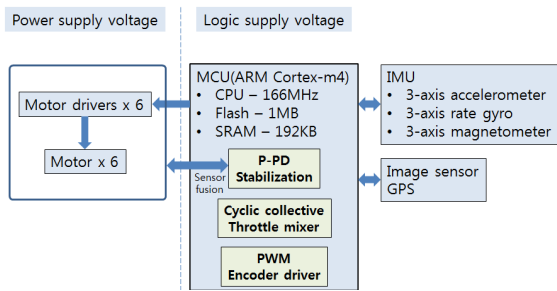 Power supply voltage
Logic supply voltage
Motor drivers x 6
Motor x 6
MCU(ARM Cortex-m4)
• CPU – 166MHz
• Flash – 1MB
• SRAM – 192KB
Sensor
fusion
P-PD
Stabilization
Cyclic collective
Throttle mixer
PWM
Encoder driver
IMU
• 3-axis accelerometer
• 3-axis rate gyro
• 3-axis magnetometer
Image sensor
GPS